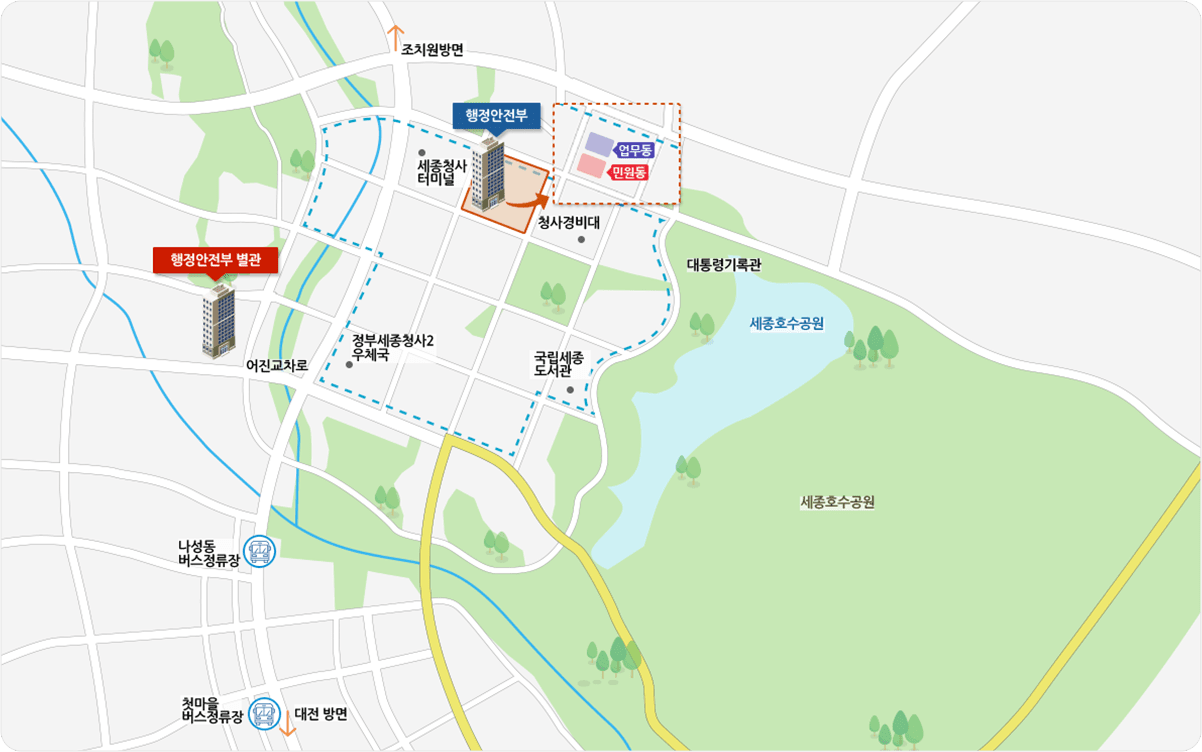 조치원방면
행정안전부
업무동
민원동
세종청사
터미널
청사경비대
행정안전부 별관
대통령기록관
세종호수공원
정부세종청사2
우체국
국립세종
도서관
어진교차로
세종호수공원
나성동
버스정류장
첫마을
버스정류장
대전 방면